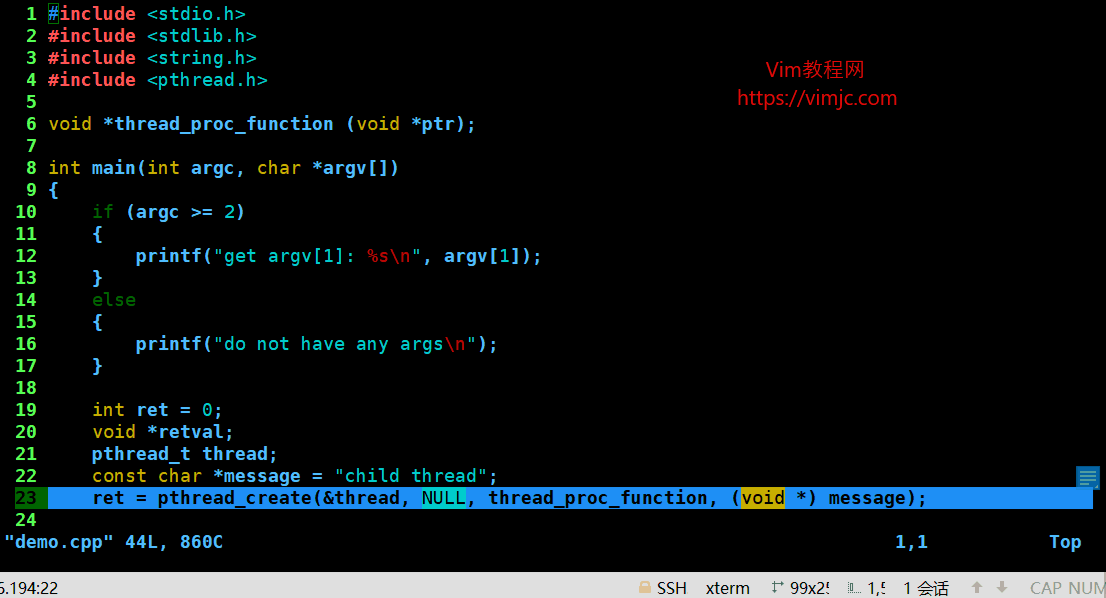 1 #include <stdio.h>
2 #include <stdlib.h>
3 #include <string.h>
4 #include <pthread.h>
Vim教程网
https://vimjc.com
5
6 void *thread_proc_function (void *ptr);
7
8 int main(int argc, char *argv[])
9 {
10     if (argc >= 2)
11     {
12         printf("get argv[1]: %s\n", argv[1]);
13     }
14     else
15     {
16         printf("do not have any args\n");
17     }
18
19     int ret = 0;
20     void *retval;
21     pthread_t thread;
22     const char *message = "child thread";
23     ret = pthread_create(&thread, NULL, thread_proc_function, (void *) message);
24
"demo.cpp" 44L, 860C 1,1 Top
5.194:22 SSH xterm 99x25 1,5 1 会话 CAP NUM